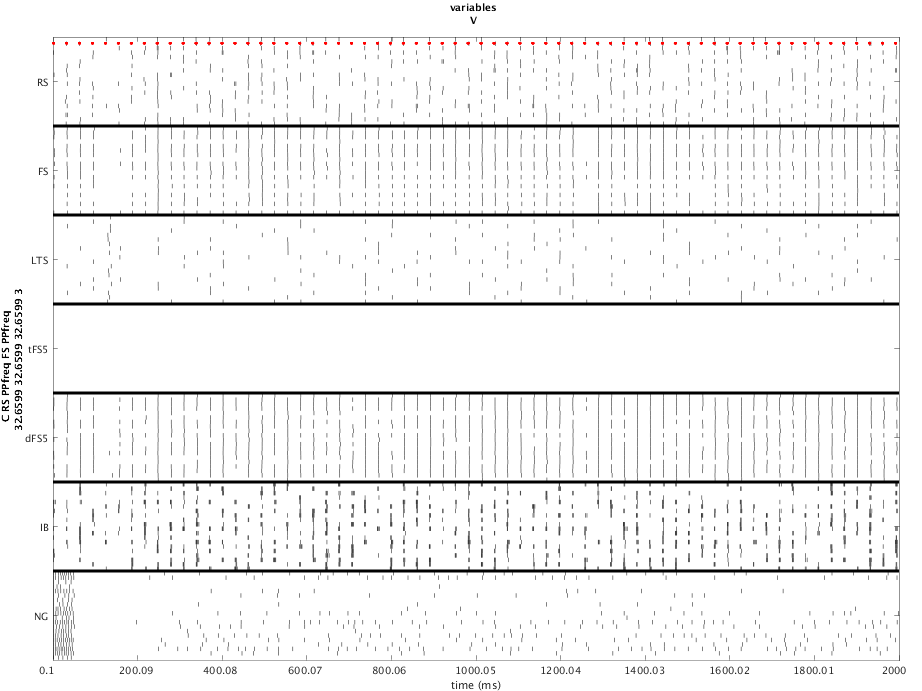 variables
V
RS
FS
LTS
tFS5
dFS5
IB
NG
C RS PPfreq FS PPfreq
32.6599 32.6599 32.6599 3
0.1 200.09 400.08 600.07 800.06 1000.05 1200.04 1400.03 1600.02 1800.01 2000
time (ms)